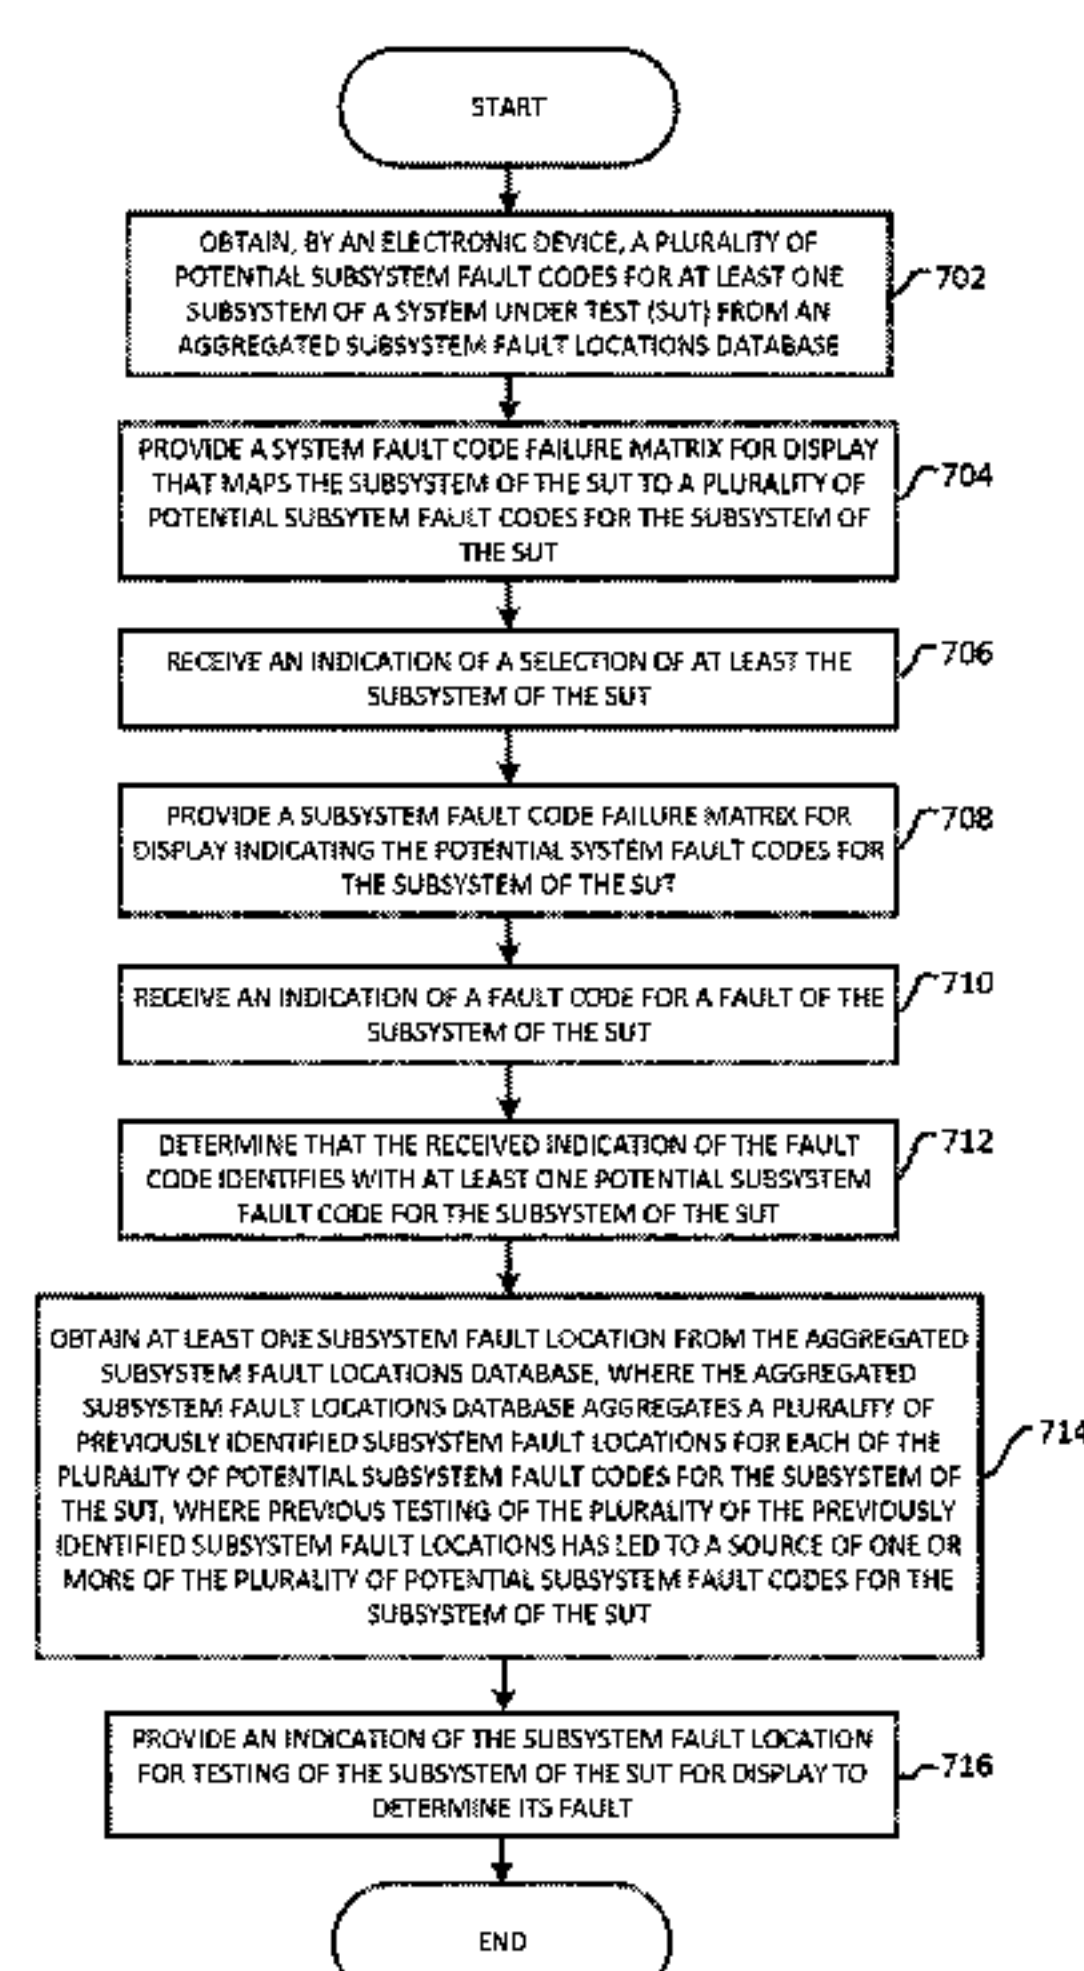 START
OBTAIN, BY AN ELECTRONIC DEVICE, A PLURALITY OF
POTENTIAL SUBSYSTEM FAULT CODES FOR AT LEAST ONE
SUBSYSTEM OF A SYSTEM UNDER TEST (SUT) FROM AN
AGGREGATED SUBSYSTEM FAULT LOCATIONS DATABASE
702
PROVIDE A SYSTEM FAULT CODE FAILURE MATRIX FOR DISPLAY
THAT MAPS THE SUBSYSTEM OF THE SUT TO A PLURALITY OF
POTENTIAL SUBSYTEM FAULT CODES FOR THE SUBSYSTEM OF
THE SUT
704
RECEIVE AN INDICATION OF A SELECTION OF AT LEAST THE
SUBSYSTEM OF THE SUT
706
PROVIDE A SUBSYSTEM FAULT CODE FAILURE MATRIX FOR
DISPLAY INDICATING THE POTENTIAL SYSTEM FAULT CODES FOR
THE SUBSYSTEM OF THE SUT
708
RECEIVE AN INDICATION OF A FAULT CODE FOR A FAULT OF THE
SUBSYSTEM OF THE SUT
710
DETERMINE THAT THE RECEIVED INDICATION OF THE FAULT
CODE IDENTIFIES WITH AT LEAST ONE POTENTIAL SUBSYSTEM
FAULT CODE FOR THE SUBSYSTEM OF THE SUT
712
OBTAIN AT LEAST ONE SUBSYSTEM FAULT LOCATION FROM THE AGGREGATED
SUBSYSTEM FAULT LOCATIONS DATABASE, WHERE THE AGGREGATED
SUBSYSTEM FAULT LOCATIONS DATABASE AGGREGATES A PLURALITY OF
PREVIOUSLY IDENTIFIED SUBSYSTEM FAULT LOCATIONS FOR EACH OF THE
PLURALITY OF POTENTIAL SUBSYSTEM FAULT CODES FOR THE SUBSYSTEM OF
THE SUT, WHERE PREVIOUS TESTING OF THE PLURALITY OF THE PREVIOUSLY
IDENTIFIED SUBSYSTEM FAULT LOCATIONS HAS LED TO A SOURCE OF ONE OR
MORE OF THE PLURALITY OF POTENTIAL SUBSYSTEM FAULT CODES FOR THE
SUBSYSTEM OF THE SUT
714
PROVIDE AN INDICATION OF THE SUBSYSTEM FAULT LOCATION
FOR TESTING OF THE SUBSYSTEM OF THE SUT FOR DISPLAY TO
DETERMINE ITS FAULT
716
END